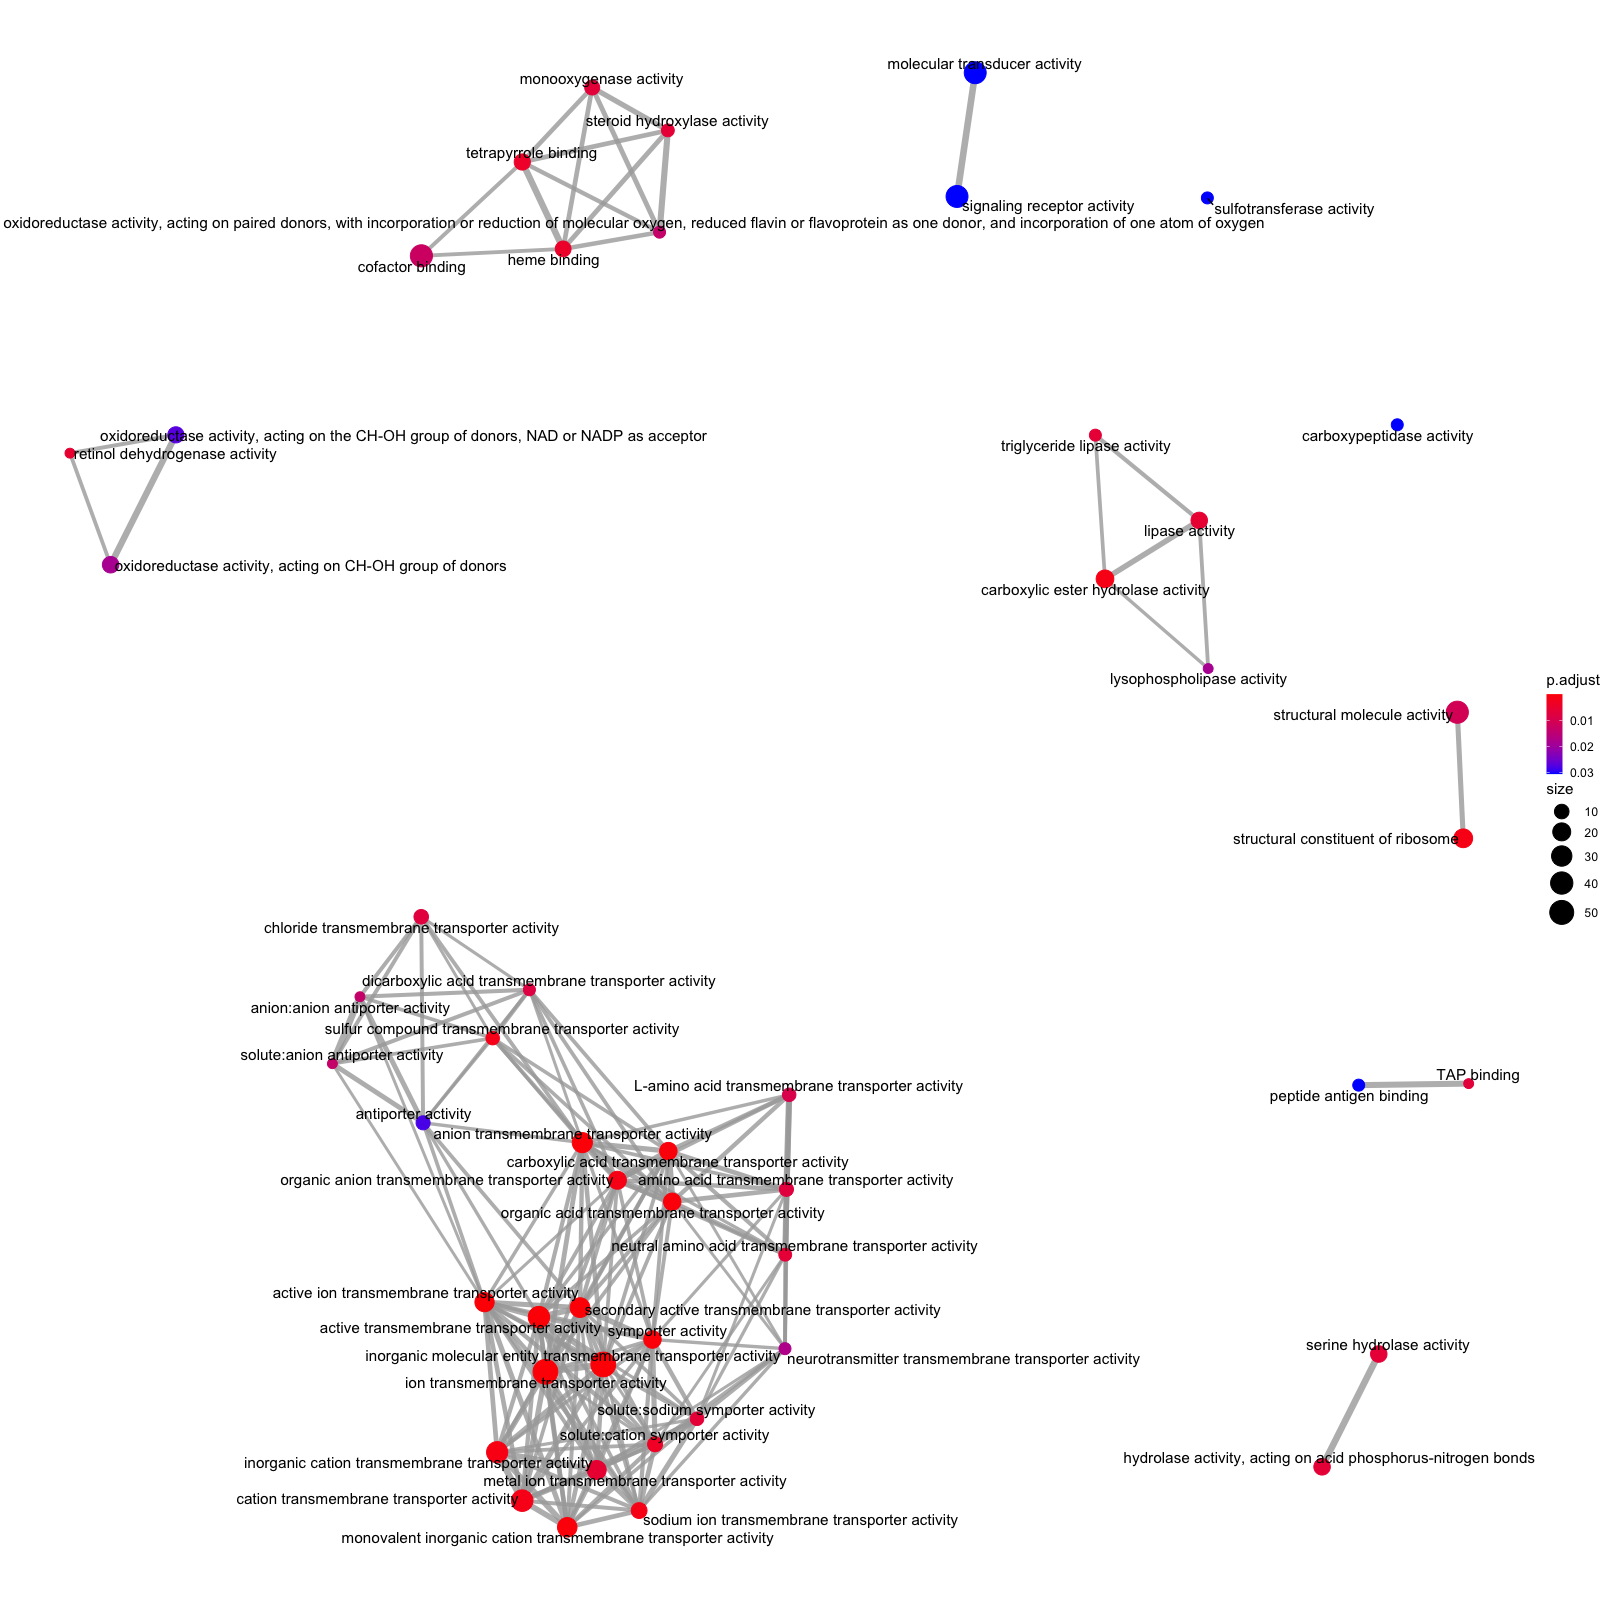 molecular transducer activity
monooxygenase activity
steroid hydroxylase activity
tetrapyrrole binding
signaling receptor activity
sulfotransferase activity
oxidoreductase activity, acting on paired donors, with incorporation or reduction of molecular oxygen, reduced flavin or flavoprotein as one donor, and incorporation of one atom of oxygen
heme binding
cofactor binding
oxidoreductase activity, acting on the CH-OH group of donors, NAD or NADP as acceptor
carboxypeptidase activity
triglyceride lipase activity
retinol dehydrogenase activity
lipase activity
oxidoreductase activity, acting on CH-OH group of donors
carboxylic ester hydrolase activity
lysophospholipase activity
p.adjust
0.01
0.02
0.03
size
10
20
30
40
50
structural molecule activity
structural constituent of ribosome
chloride transmembrane transporter activity
dicarboxylic acid transmembrane transporter activity
anion:anion antiporter activity
sulfur compound transmembrane transporter activity
solute:anion antiporter activity
TAP binding
L-amino acid transmembrane transporter activity
peptide antigen binding
antiporter activity
anion transmembrane transporter activity
carboxylic acid transmembrane transporter activity
organic anion transmembrane transporter activity
amino acid transmembrane transporter activity
organic acid transmembrane transporter activity
neutral amino acid transmembrane transporter activity
active ion transmembrane transporter activity
secondary active transmembrane transporter activity
active transmembrane transporter activity
symporter activity
serine hydrolase activity
inorganic molecular entity transmembrane transporter activity
neurotransmitter transmembrane transporter activity
ion transmembrane transporter activity
solute:sodium symporter activity
solute:cation symporter activity
hydrolase activity, acting on acid phosphorus-nitrogen bonds
inorganic cation transmembrane transporter activity
metal ion transmembrane transporter activity
cation transmembrane transporter activity
sodium ion transmembrane transporter activity
monovalent inorganic cation transmembrane transporter activity